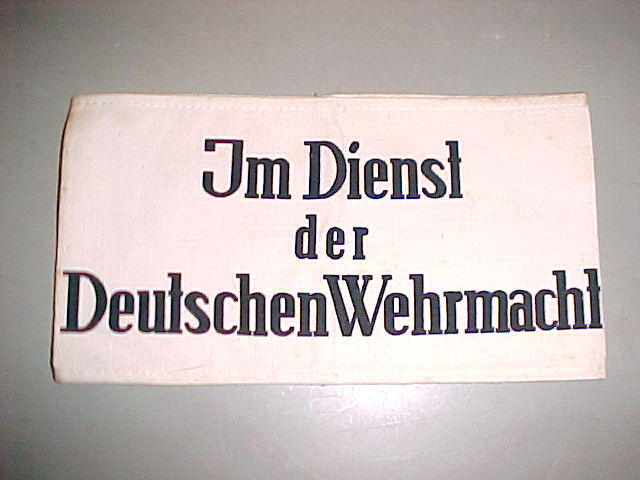 Im Dienst
der
Deutschen Wehrmacht